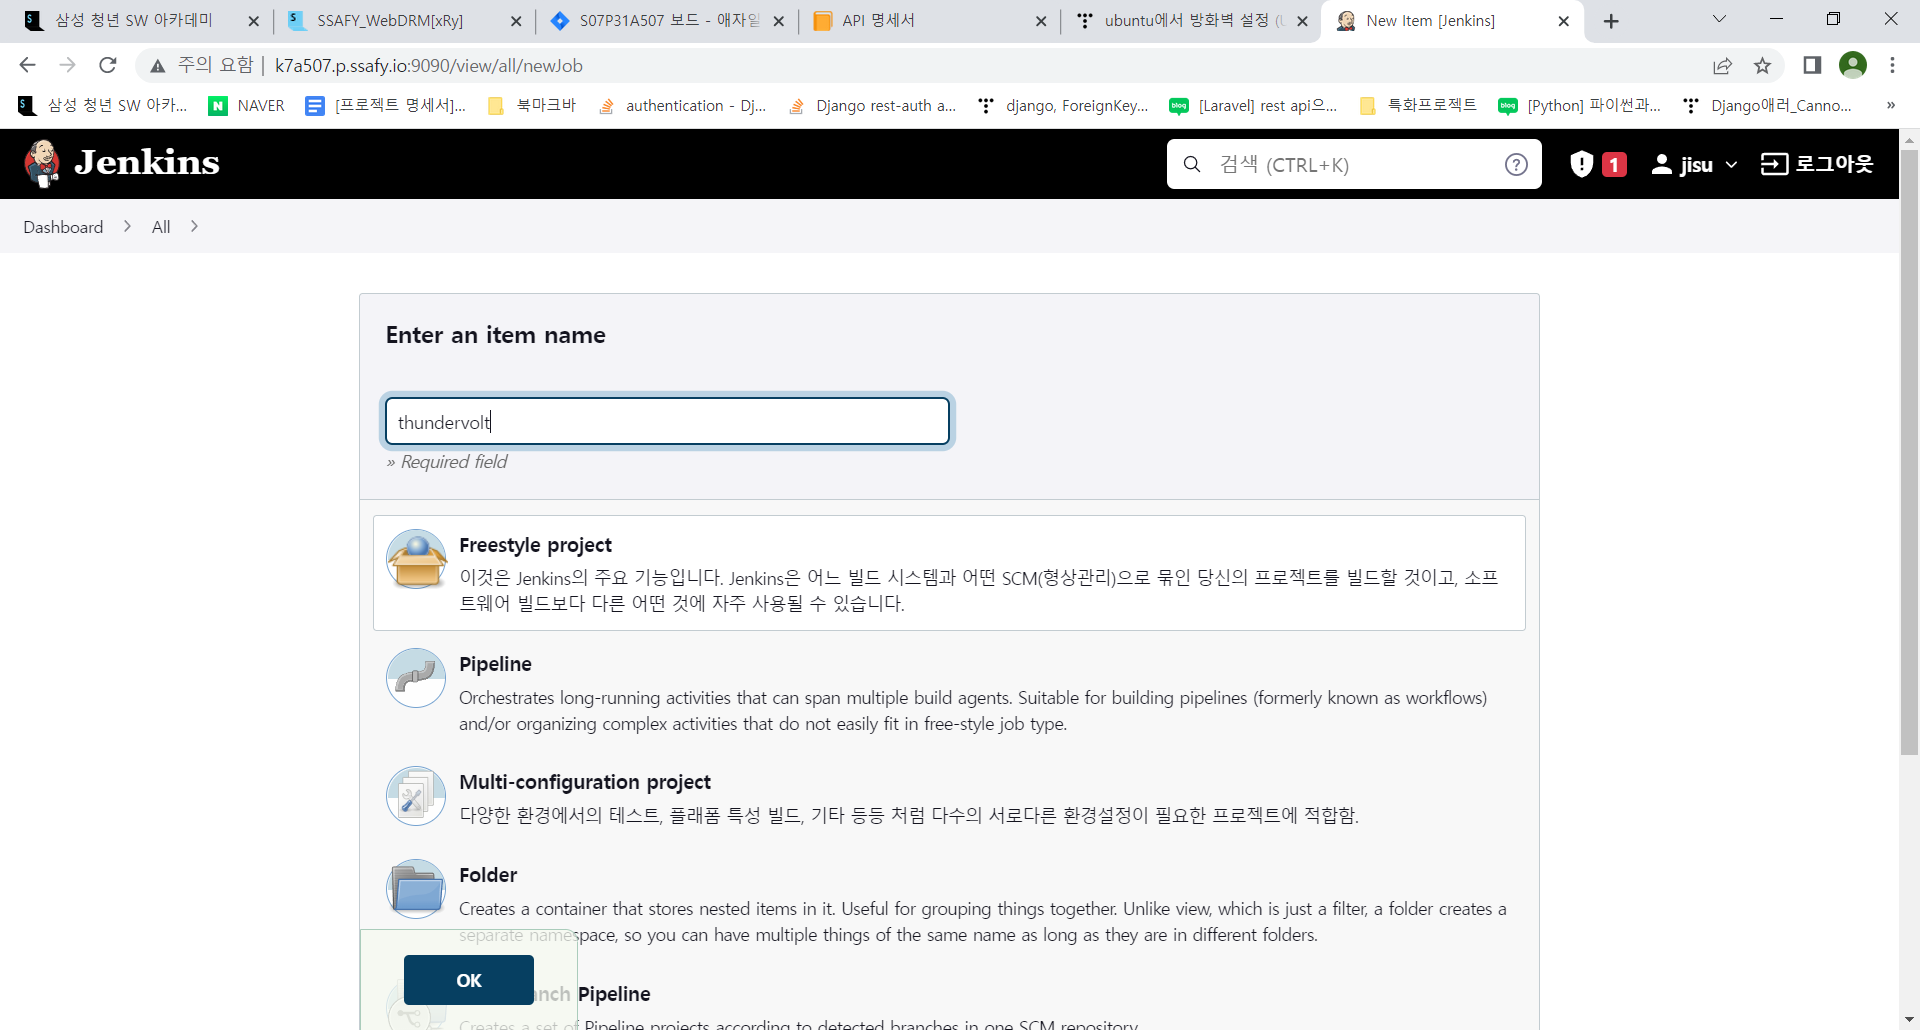 삼성 청년 SW 아카데미
SSAFY_WebDRM[xRy]
S07P31A507 보드 - 애자일
API 명세서
ubuntu에서 방화벽 설정 (U
New Item [Jenkins]
주의 요함 | k7a507.p.ssafy.io:9090/view/all/newJob
삼성 청년 SW 아카...
NAVER
[프로젝트 명세서]...
북마크바
authentication - Dj...
Django rest-auth a...
django, ForeignKey...
[Laravel] rest api으...
특화프로젝트
[Python] 파이썬과...
Django애러_Canno...
»
Jenkins
검색 (CTRL+K)
1
jisu
로그아웃
Dashboard
All
Enter an item name
thundervolt
» Required field
Freestyle project
이것은 Jenkins의 주요 기능입니다. Jenkins은 어느 빌드 시스템과 어떤 SCM(형상관리)으로 묶인 당신의 프로젝트를 빌드할 것이고, 소프
트웨어 빌드보다 다른 어떤 것에 자주 사용될 수 있습니다.
Pipeline
Orchestrates long-running activities that can span multiple build agents. Suitable for building pipelines (formerly known as workflows)
and/or organizing complex activities that do not easily fit in free-style job type.
Multi-configuration project
다양한 환경에서의 테스트, 플래폼 특성 빌드, 기타 등등 처럼 다수의 서로다른 환경설정이 필요한 프로젝트에 적합함.
Folder
Creates a container that stores nested items in it. Useful for grouping things together. Unlike view, which is just a filter, a folder creates a
separate namespace, so you can have multiple things of the same name as long as they are in different folders.
OK
nch Pipeline
Creates a set of Pipeline projects according to detected branches in one SCM repository.